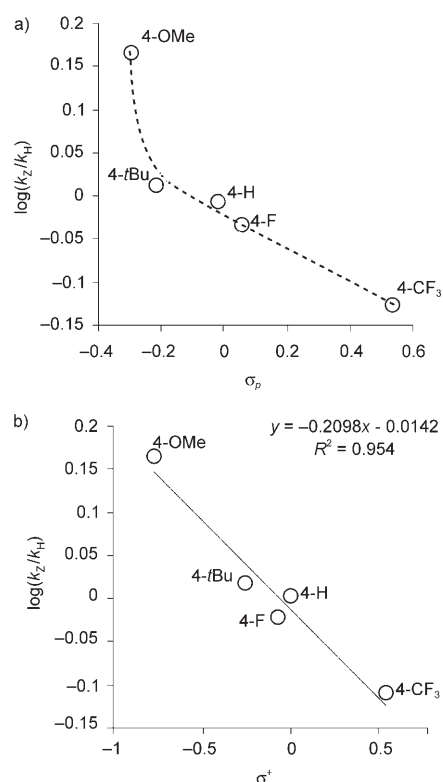 a)
0.2
4-OMe
0.15
0.1
0.05
4-tBu
4-H
0
4-F
−0.05
−0.1
4-CF3
−0.15
log(kZ/kH)
−0.4
−0.2
0
0.2
0.4
0.6
σp
b)
0.2
y = −0.2098x - 0.0142
4-OMe
R² = 0.954
0.15
0.1
0.05
4-tBu
4-H
0
4-F
−0.05
−0.1
4-CF3
−0.15
log(kZ/kH)
−1
−0.5
0
0.5
1
σ⁺